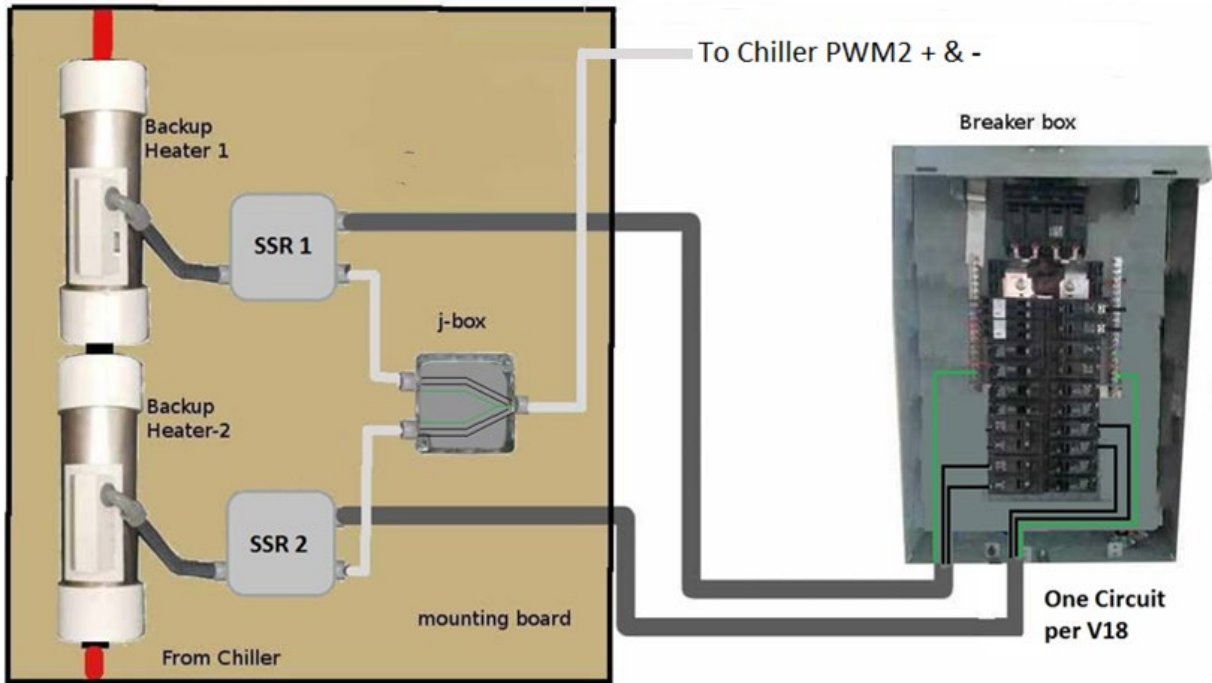 To Chiller PWM2 + & -
Breaker box
Backup
Heater 1
SSR 1
j-box
Backup
Heater-2
SSR 2
mounting board
One Circuit
per V18
From Chiller